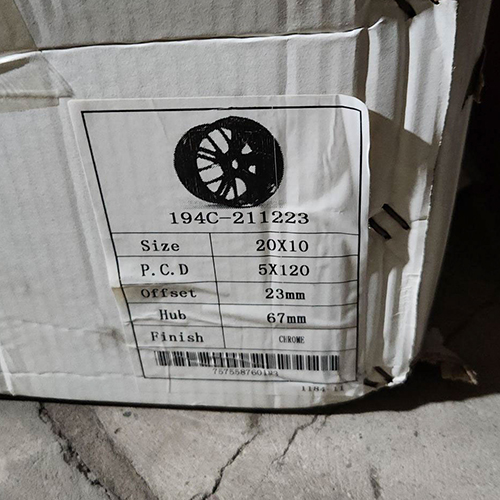 194C-211223
Size 20X10
P.C.D 5X120
Offset 23mm
Hub 67mm
Finish CHROME